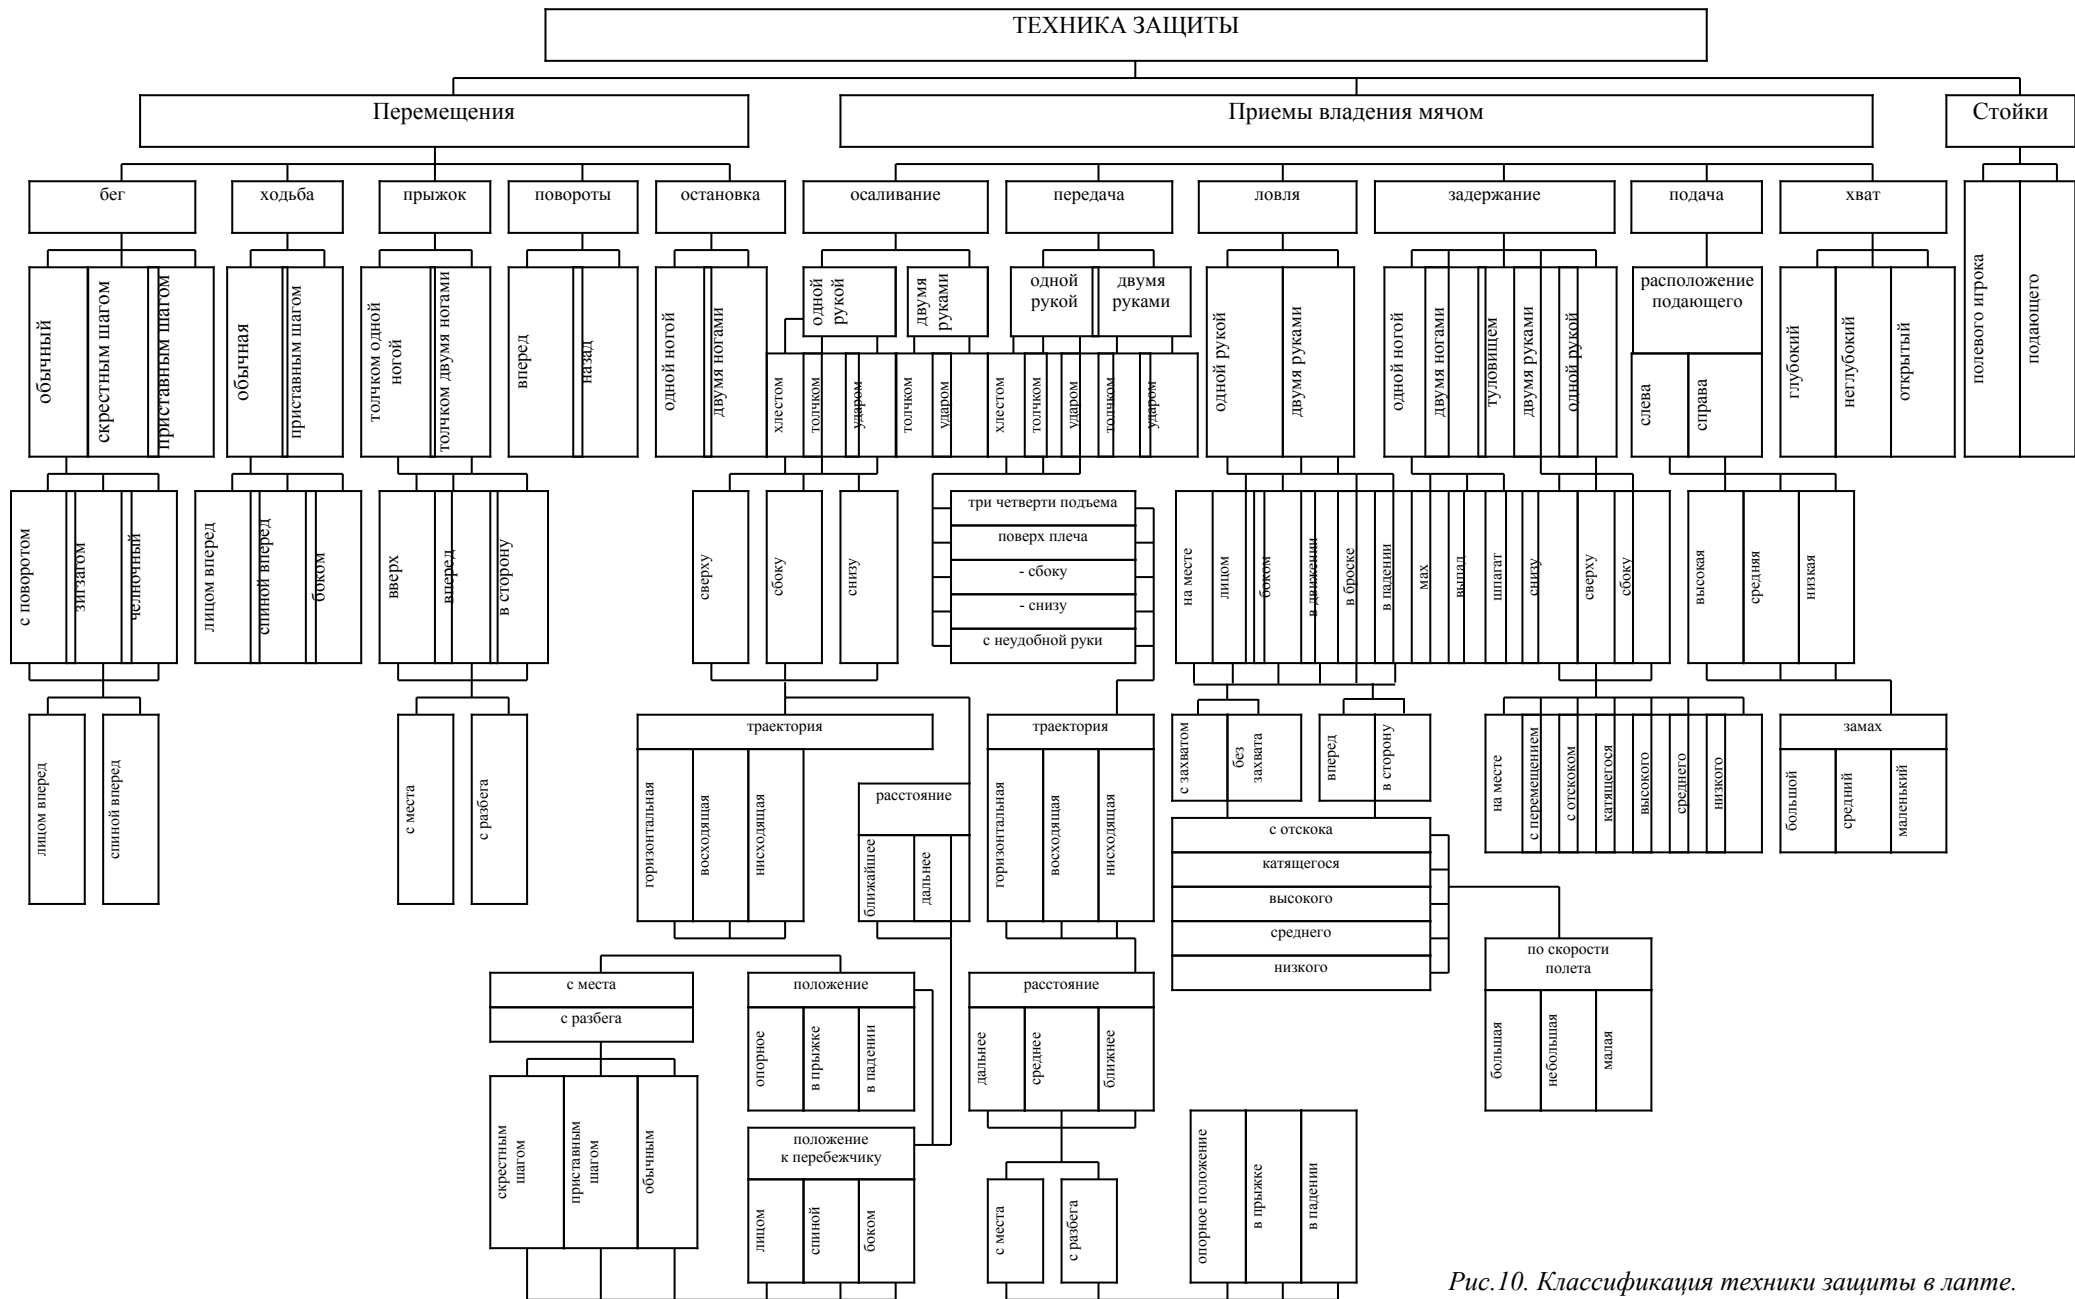 ТЕХНИКА ЗАЩИТЫ
Перемещения
Приемы владения мячом
Стойки
бег
ходьба
прыжок
повороты
остановка
осаливание
передача
ловля
задержание
подача
хват
полевого игрока
подающего
обычный
скрестным шагом
приставным шагом
обычная
приставным шагом
толчком одной
ногой
толчком двумя ногами
вперед
назад
одной ногой
двумя ногами
одной
рукой
двумя
руками
одной
рукой
двумя
руками
хлестом
толчком
ударом
толчком
ударом
хлестом
толчком
ударом
толчком
ударом
одной рукой
двумя руками
одной ногой
двумя ногами
туловищем
двумя руками
одной рукой
расположение
подающего
слева
справа
глубокий
неглубокий
открытый
с поворотом
зигзагом
челночный
лицом вперед
спиной вперед
боком
вверх
вперед
в сторону
сверху
сбоку
снизу
три четверти подъема
поверх плеча
- сбоку
- снизу
с неудобной руки
на месте
лицом
боком
в движении
в броске
в падении
мах
выпад
шпагат
снизу
сверху
сбоку
высокая
средняя
низкая
лицом вперед
спиной вперед
с места
с разбега
траектория
горизонтальная
восходящая
нисходящая
расстояние
ближайшее
дальнее
траектория
горизонтальная
восходящая
нисходящая
с захватом
без
захвата
вперед
в сторону
на месте
с перемещением
с отскоком
катящегося
высокого
среднего
низкого
замах
большой
средний
маленький
с отскока
катящегося
высокого
среднего
низкого
по скорости
полета
большая
небольшая
малая
с места
с разбега
скрестным
шагом
приставным
шагом
обычным
положение
опорное
в прыжке
в падении
положение
к перебежчику
лицом
спиной
боком
расстояние
дальнее
среднее
ближнее
с места
с разбега
опорное положение
в прыжке
в падении
Рис.10. Классификация техники защиты в лапте.